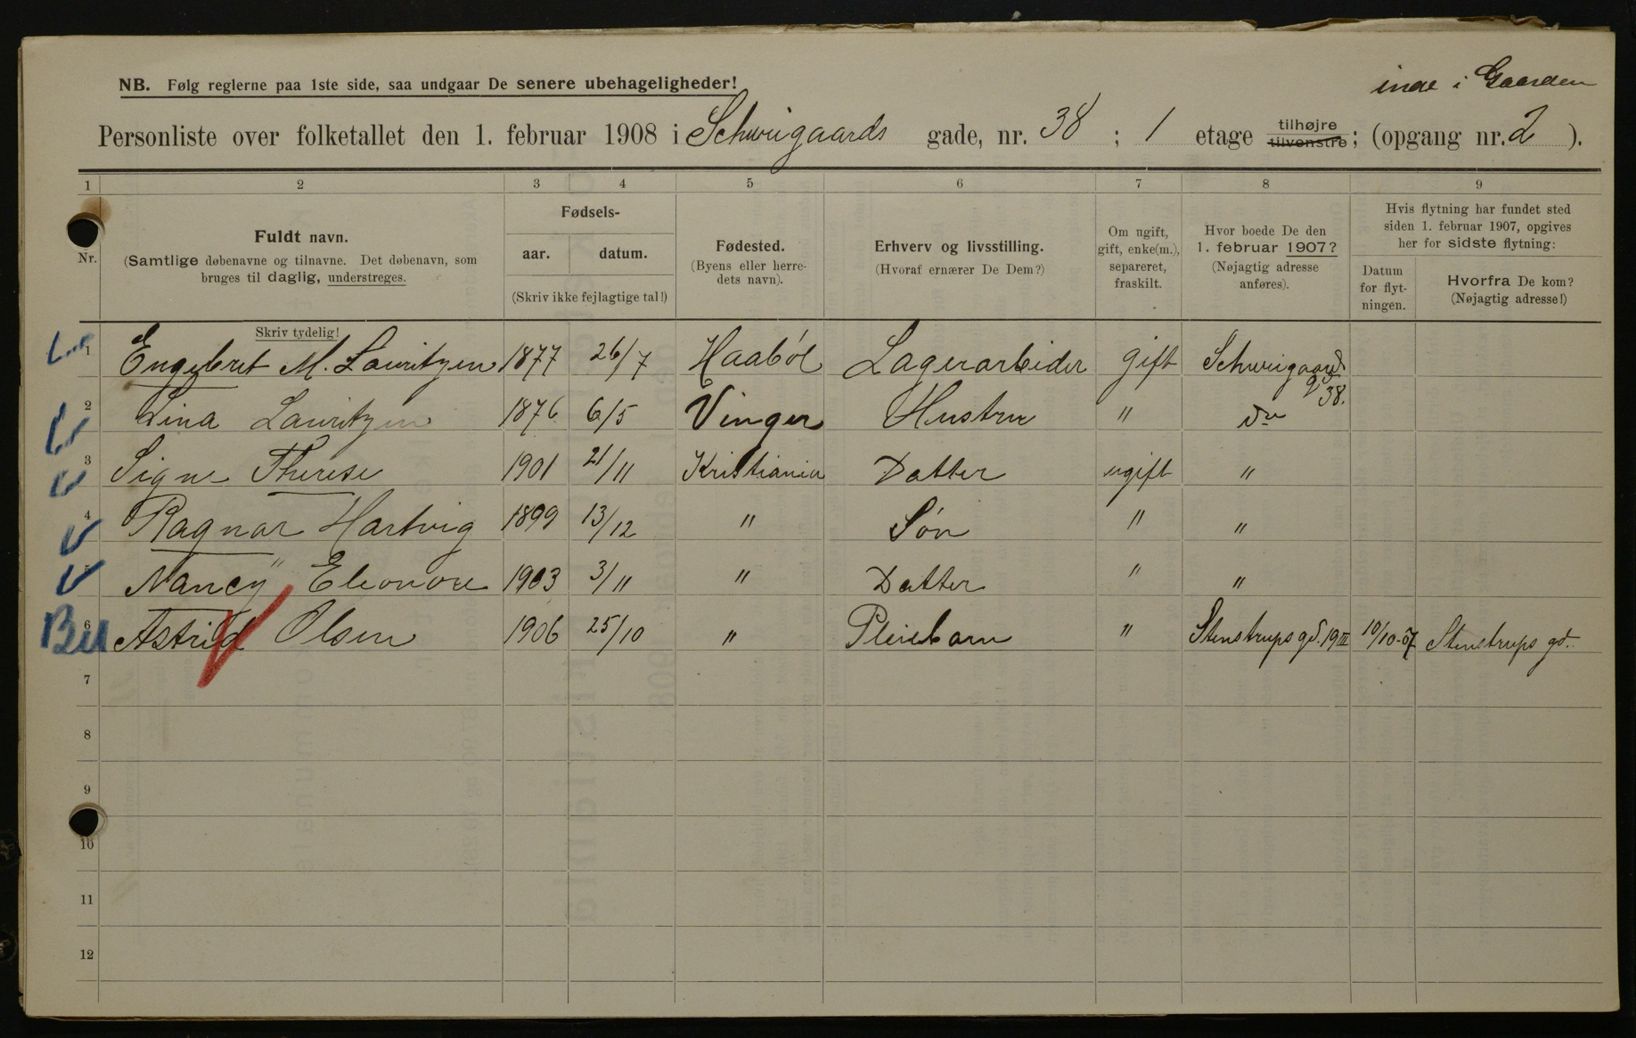 inde i Gaarden
NB. Følg reglerne paa 1ste side, saa undgaar De senere ubehageligheder!
Personliste over folketallet den 1. februar 1908 i Schweigaards gade, nr. 38 ; 1 etage tilhøjre tilvenstre ; (opgang nr. 2 ).
1 2 3 4 5 6 7 8 9
Nr.
Fuldt navn.
(Samtlige døbenavne og tilnavne. Det døbenavn, som
bruges til daglig, understreges.
Skriv tydelig!
Fødsels-
aar. datum.
(Skriv ikke fejlagtige tal!)
Fødested.
(Byens eller herre-
dets navn).
Erhverv og livsstilling.
(Hvoraf ernærer De Dem?)
Om ugift,
gift, enke(m.),
separeret,
fraskilt.
Hvor boede De den
1. februar 1907?
(Nøjagtig adresse
anføres).
Hvis flytning har fundet sted
siden 1. februar 1907, opgives
her for sidste flytning:
Datum
for flyt-
ningen.
Hvorfra De kom?
(Nøjagtig adresse!)
1 Engebret M. Lauritzen 1877 26/7 Haabøl Lagerarbeider gift Schweigaards gd 38.
2 Lina Lauritzen 1876 6/5 Vinger Hustru " do
3 Signe Therese 1901 21/11 Kristiania Datter ugift "
4 Ragnar Hartvig 1899 13/12 " Søn " "
5 Nancy Eleonore 1903 3/11 " Datter " "
6 Astrid Olsen 1906 25/10 " Pleiebarn " Stenstrups gd. 19 III 10/10-07 Stenstrups gd.
7
8
9
10
11
12